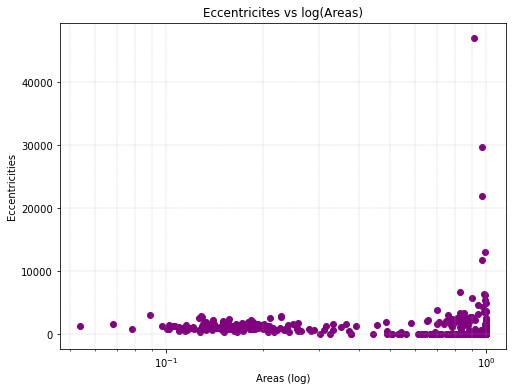 Eccentricites vs log(Areas)
Eccentricities
40000
30000
20000
10000
0
10⁻¹
10⁰
Areas (log)